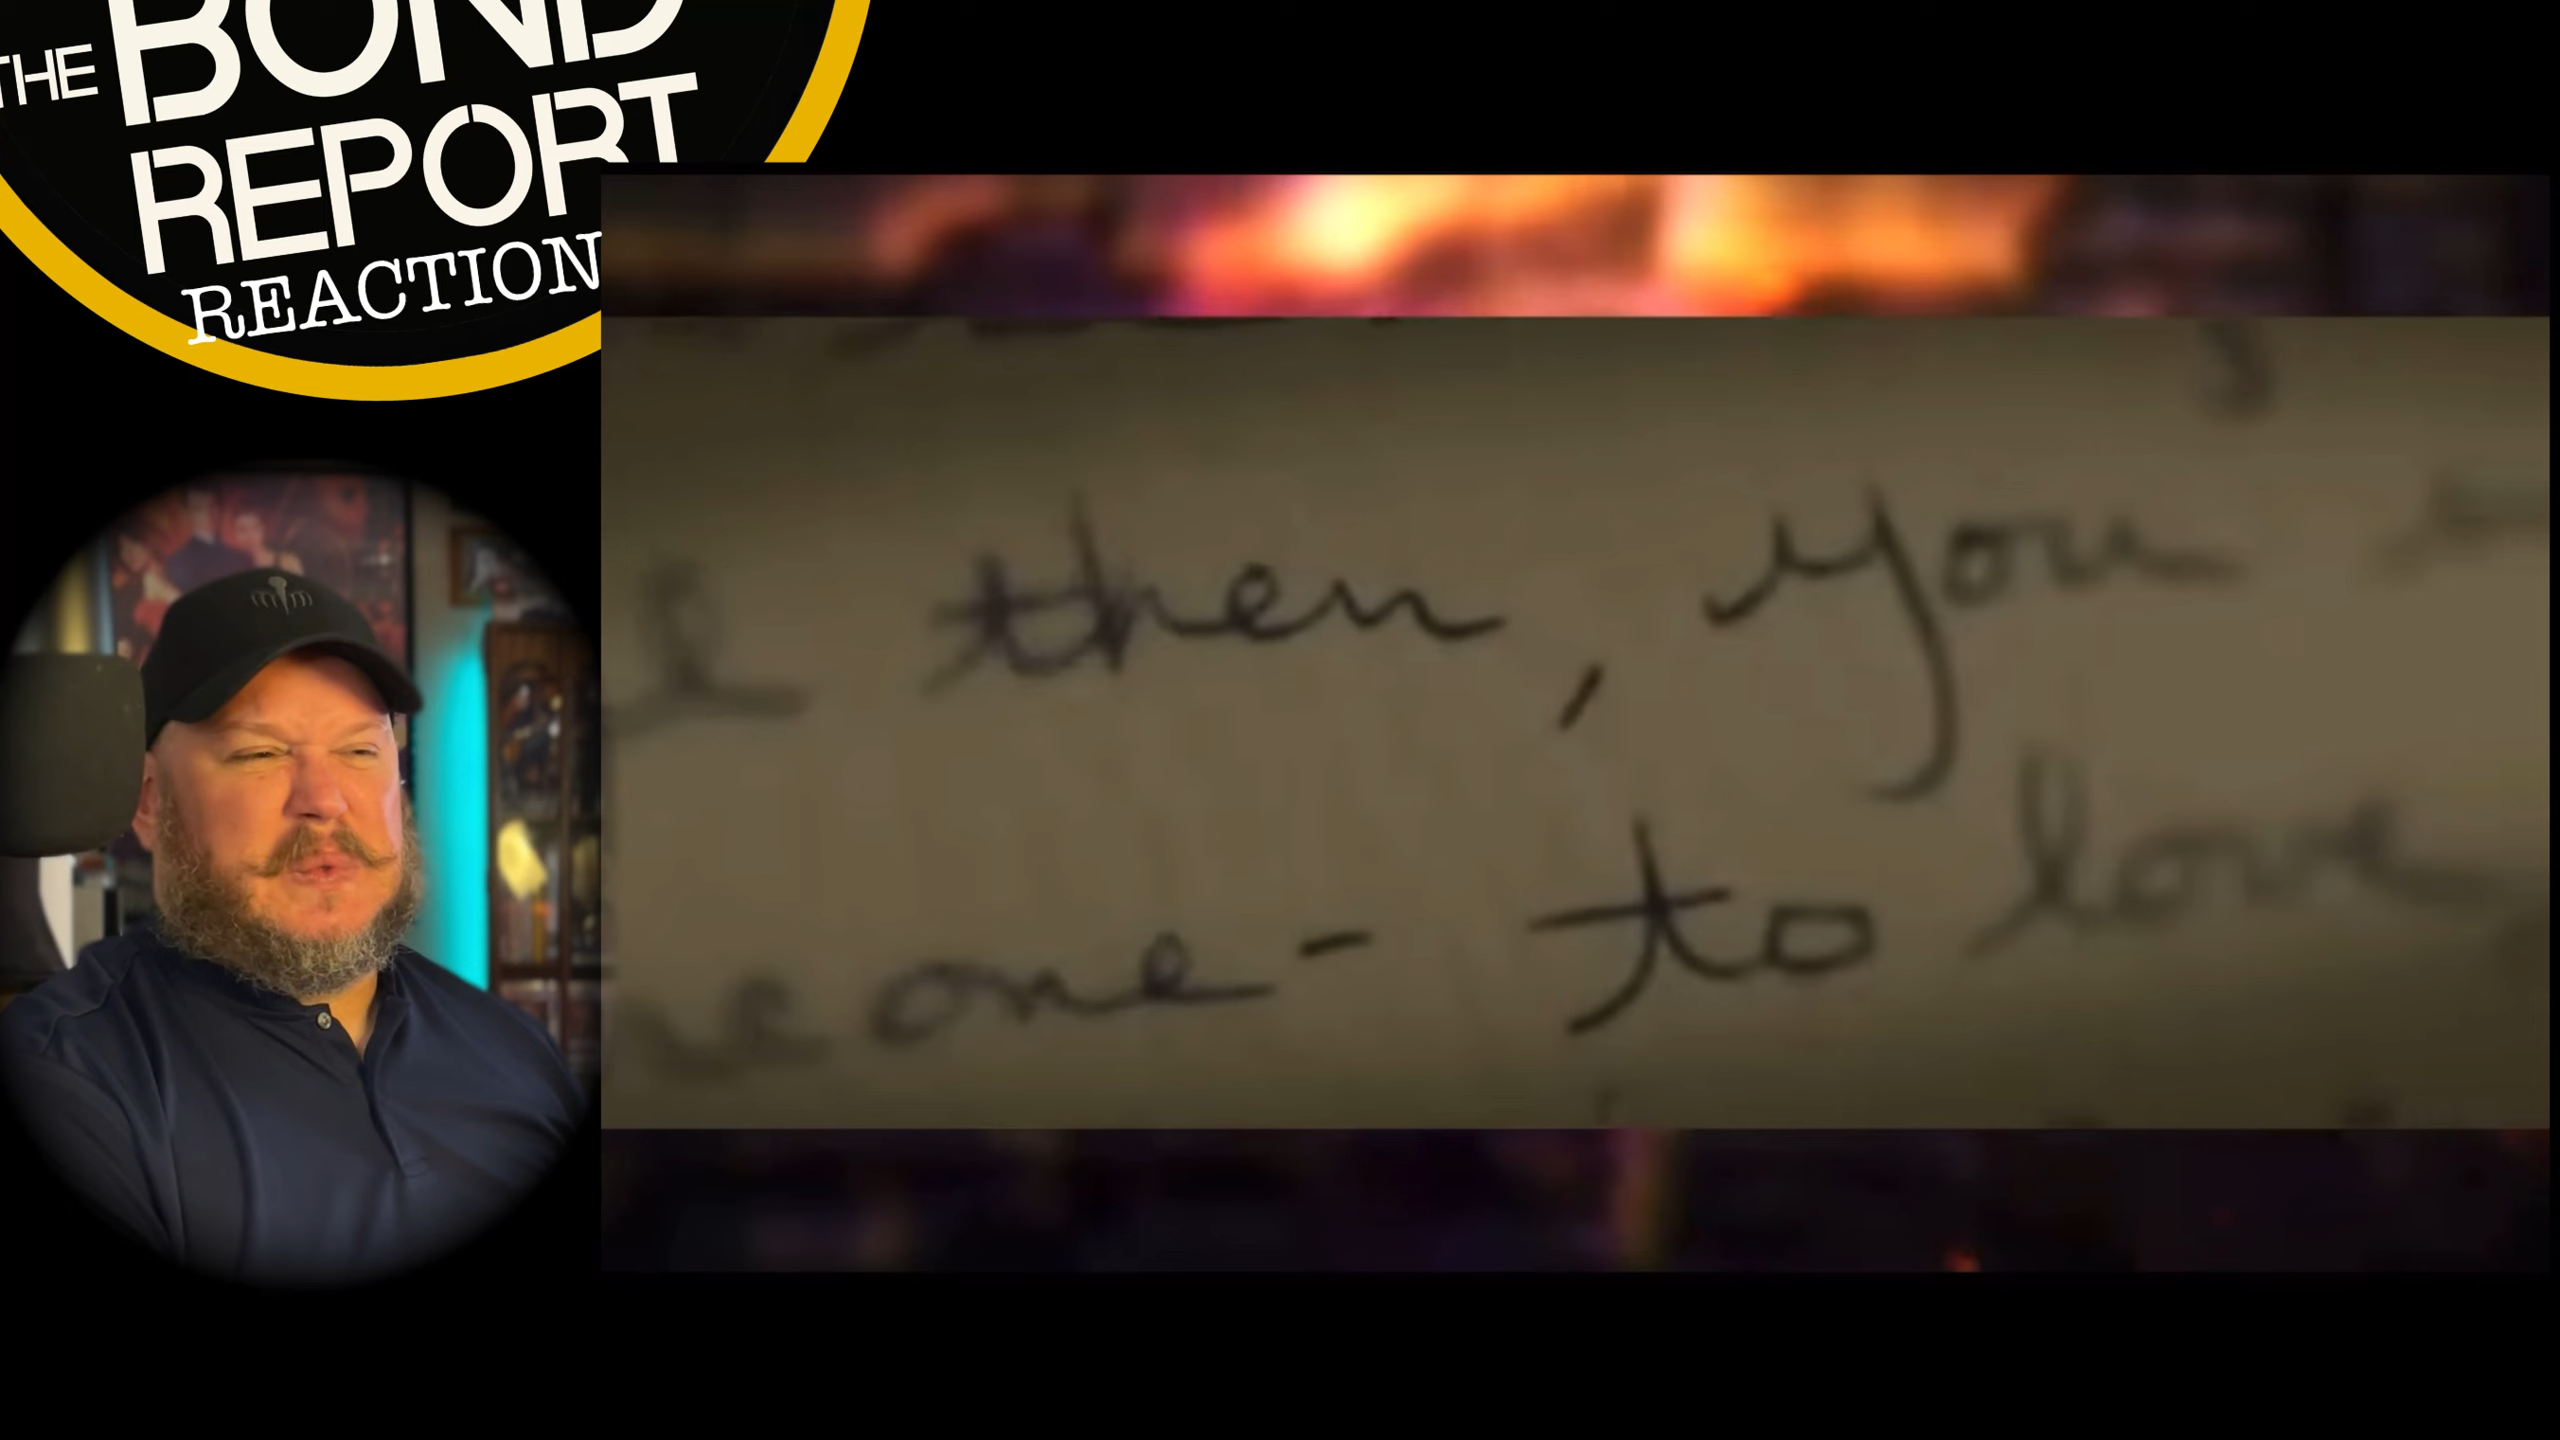 THE BOND
REPORT
REACTION
then, you
one - to love